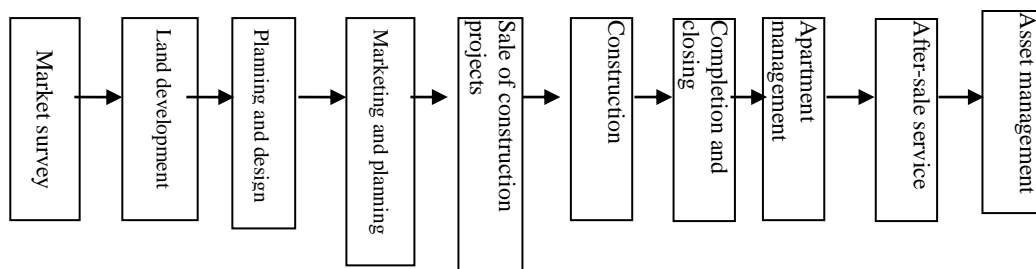 Market survey
Land development
Planning and design
Marketing and planning
Sale of construction
projects
Construction
Completion and
closing
Apartment
management
After-sale service
Asset management